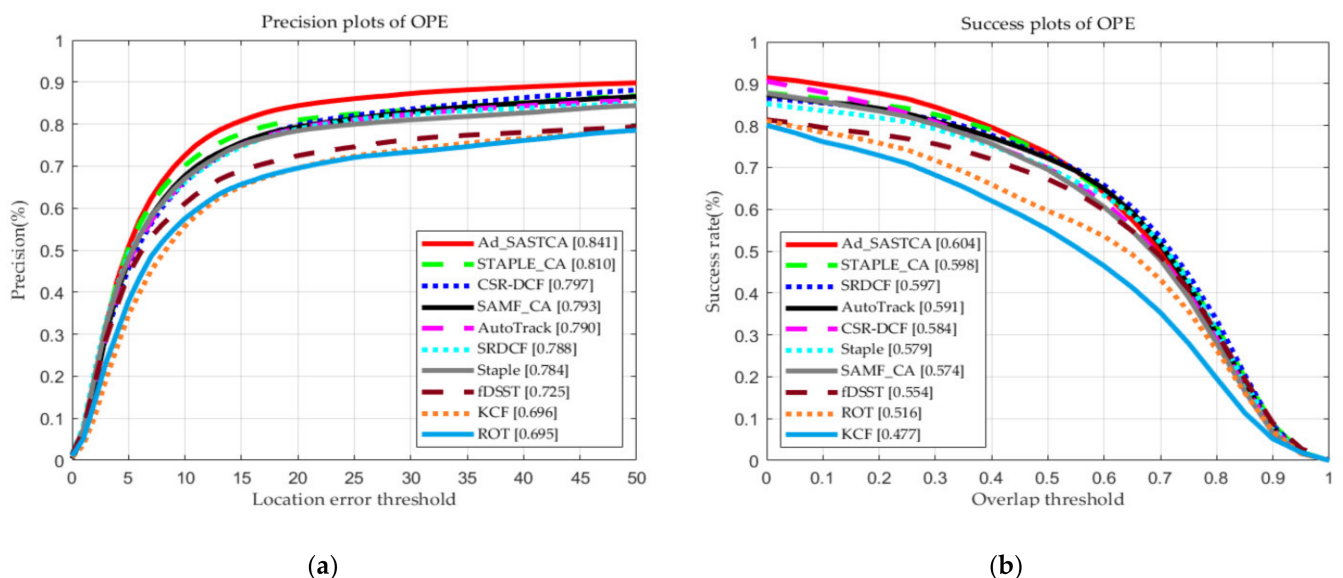 Precision plots of OPE
Precision(%)
1
0.9
0.8
0.7
0.6
0.5
0.4
0.3
0.2
0.1
0
Ad_SASTCA [0.841]
STAPLE_CA [0.810]
CSR-DCF [0.797]
SAMF_CA [0.793]
AutoTrack [0.790]
SRDCF [0.788]
Staple [0.784]
fDSST [0.725]
KCF [0.696]
ROT [0.695]
0 5 10 15 20 25 30 35 40 45 50
Location error threshold
(a)
Success plots of OPE
Success rate(%)
1
0.9
0.8
0.7
0.6
0.5
0.4
0.3
0.2
0.1
0
Ad_SASTCA [0.604]
STAPLE_CA [0.598]
SRDCF [0.597]
AutoTrack [0.591]
CSR-DCF [0.584]
Staple [0.579]
SAMF_CA [0.574]
fDSST [0.554]
ROT [0.516]
KCF [0.477]
0 0.1 0.2 0.3 0.4 0.5 0.6 0.7 0.8 0.9 1
Overlap threshold
(b)